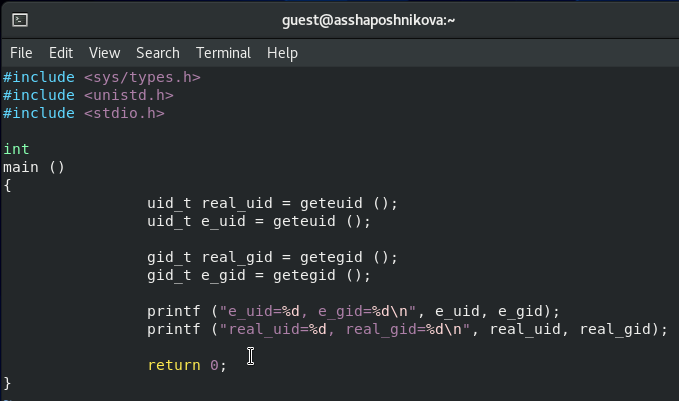 guest@asshaposhnikova:~
File Edit View Search Terminal Help
#include <sys/types.h>
#include <unistd.h>
#include <stdio.h>
int
main ()
{
uid_t real_uid = geteuid ();
uid_t e_uid = geteuid ();
gid_t real_gid = getegid ();
gid_t e_gid = getegid ();
printf ("e_uid=%d, e_gid=%d\n", e_uid, e_gid);
printf ("real_uid=%d, real_gid=%d\n", real_uid, real_gid);
return 0;
}